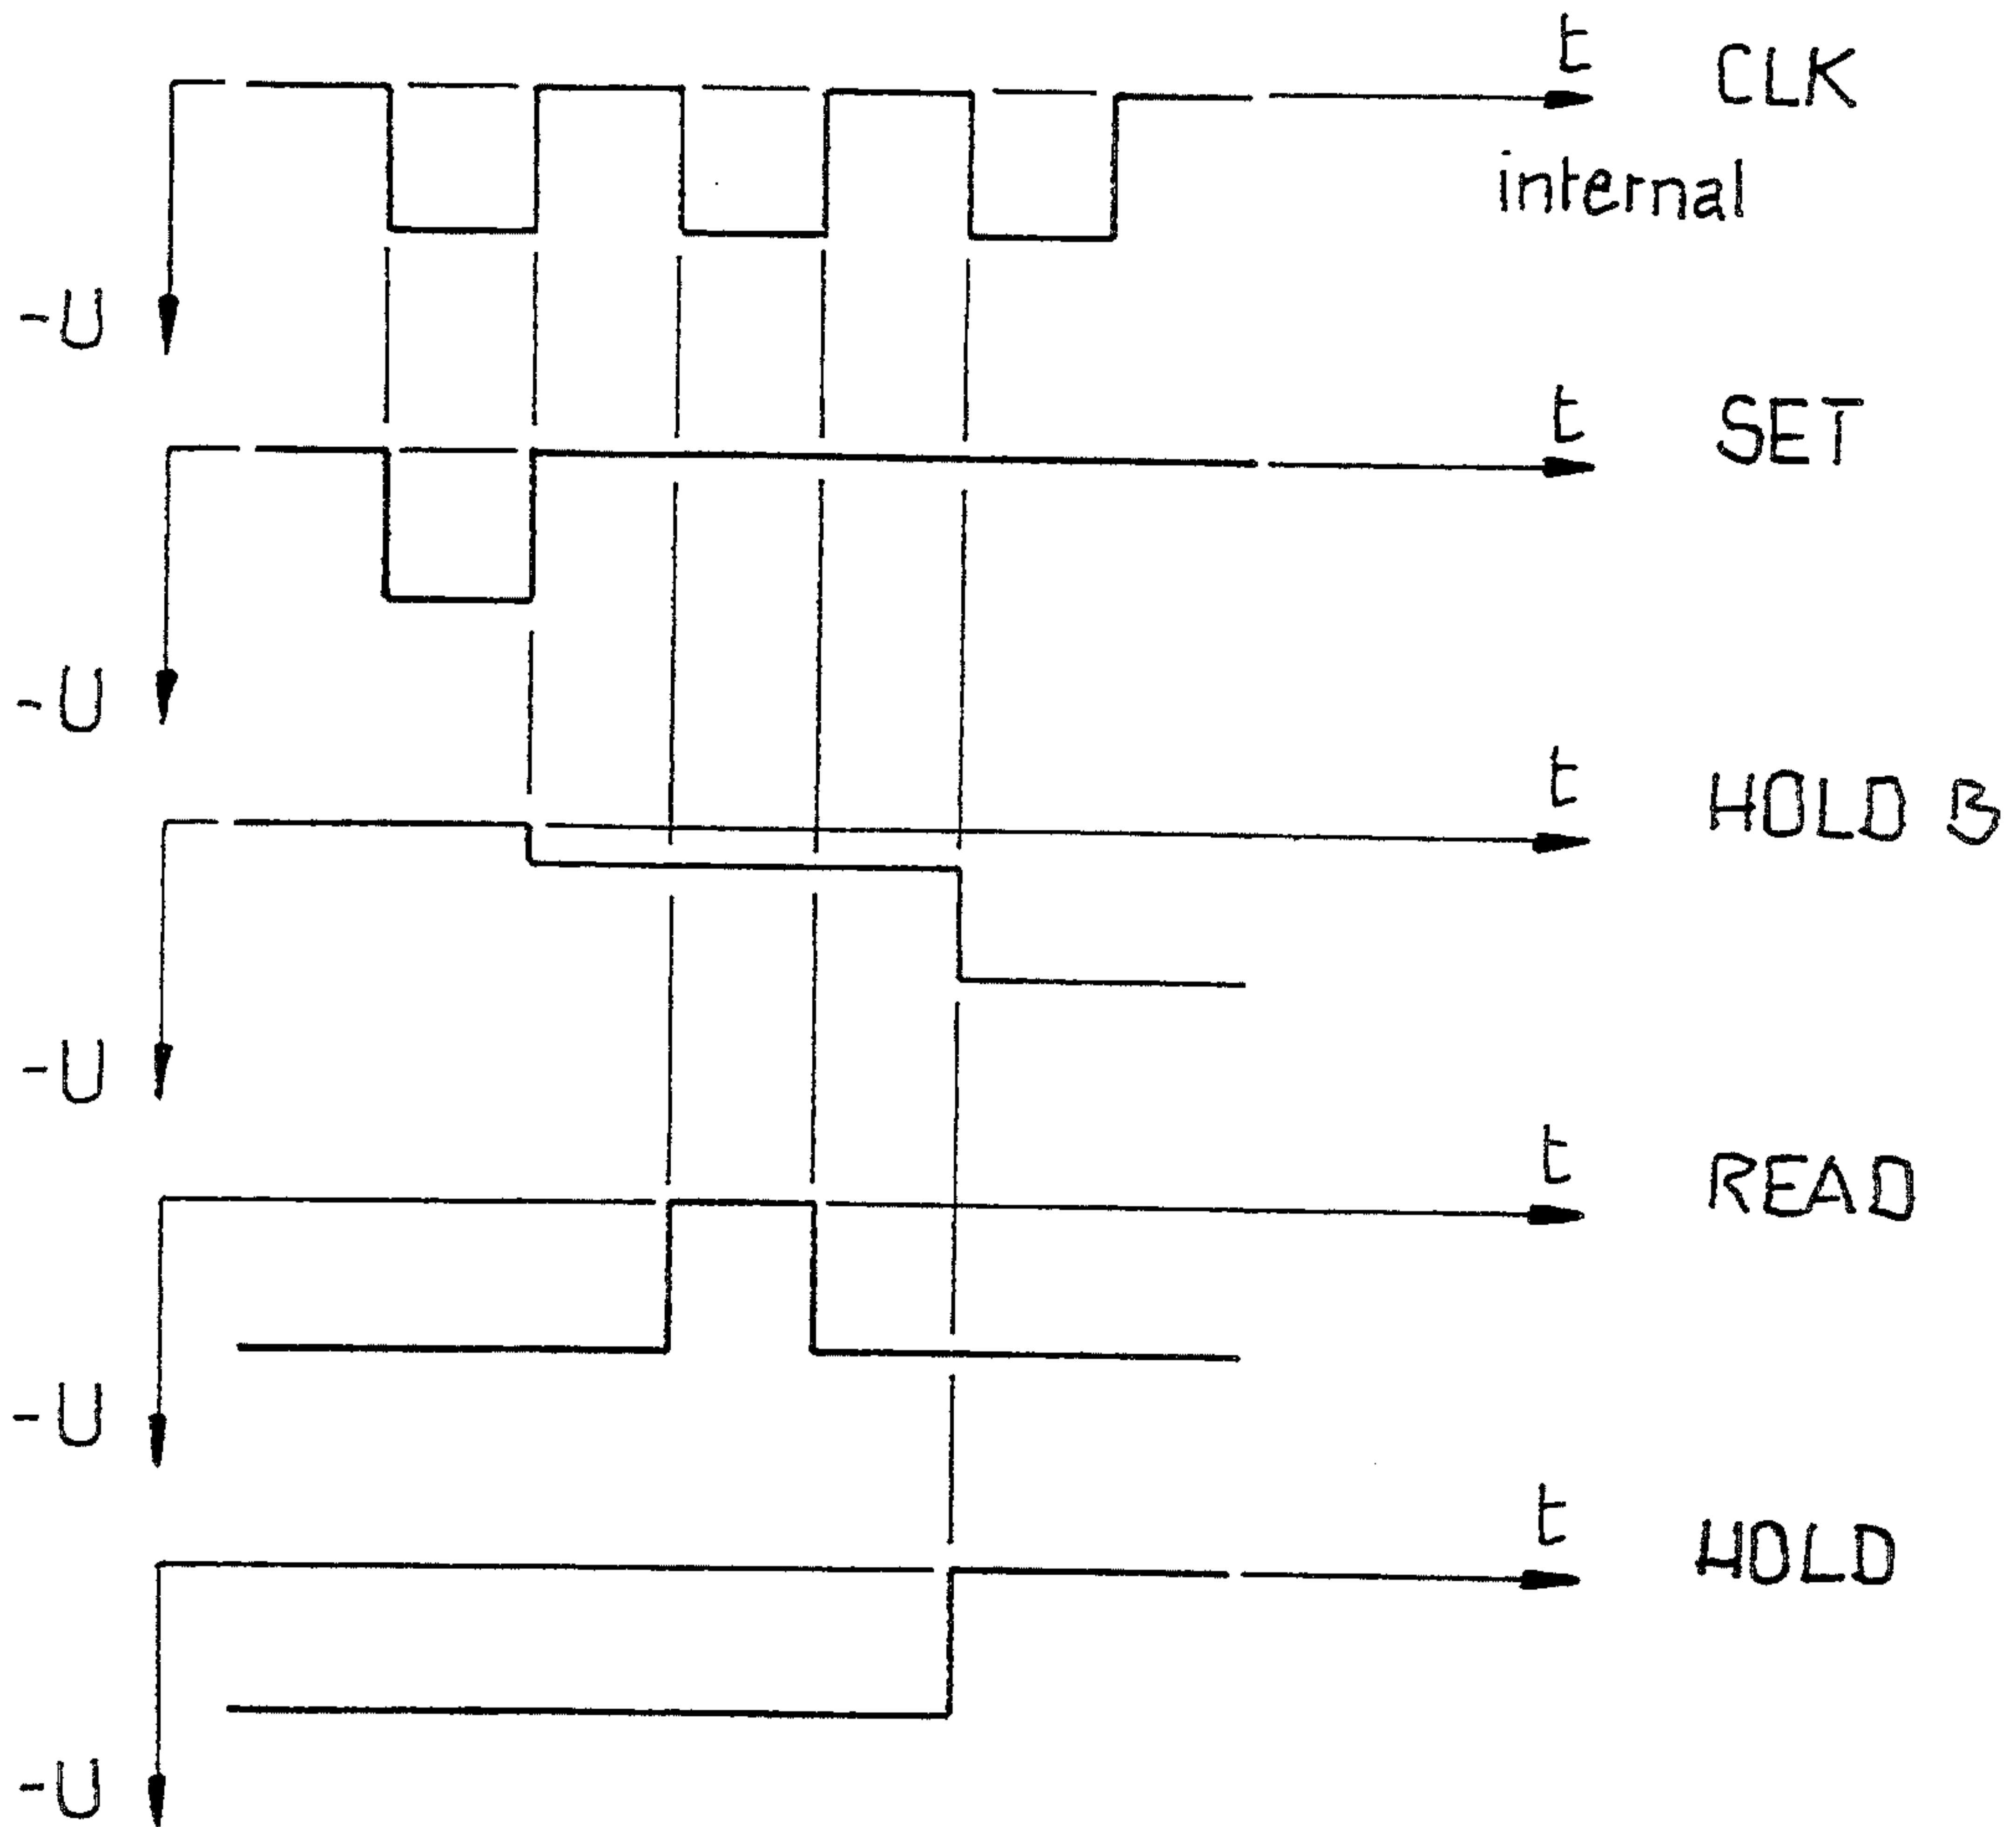 t CLK
internal
-U
t SET
-U
t HOLD B
-U
t READ
-U
t HOLD
-U